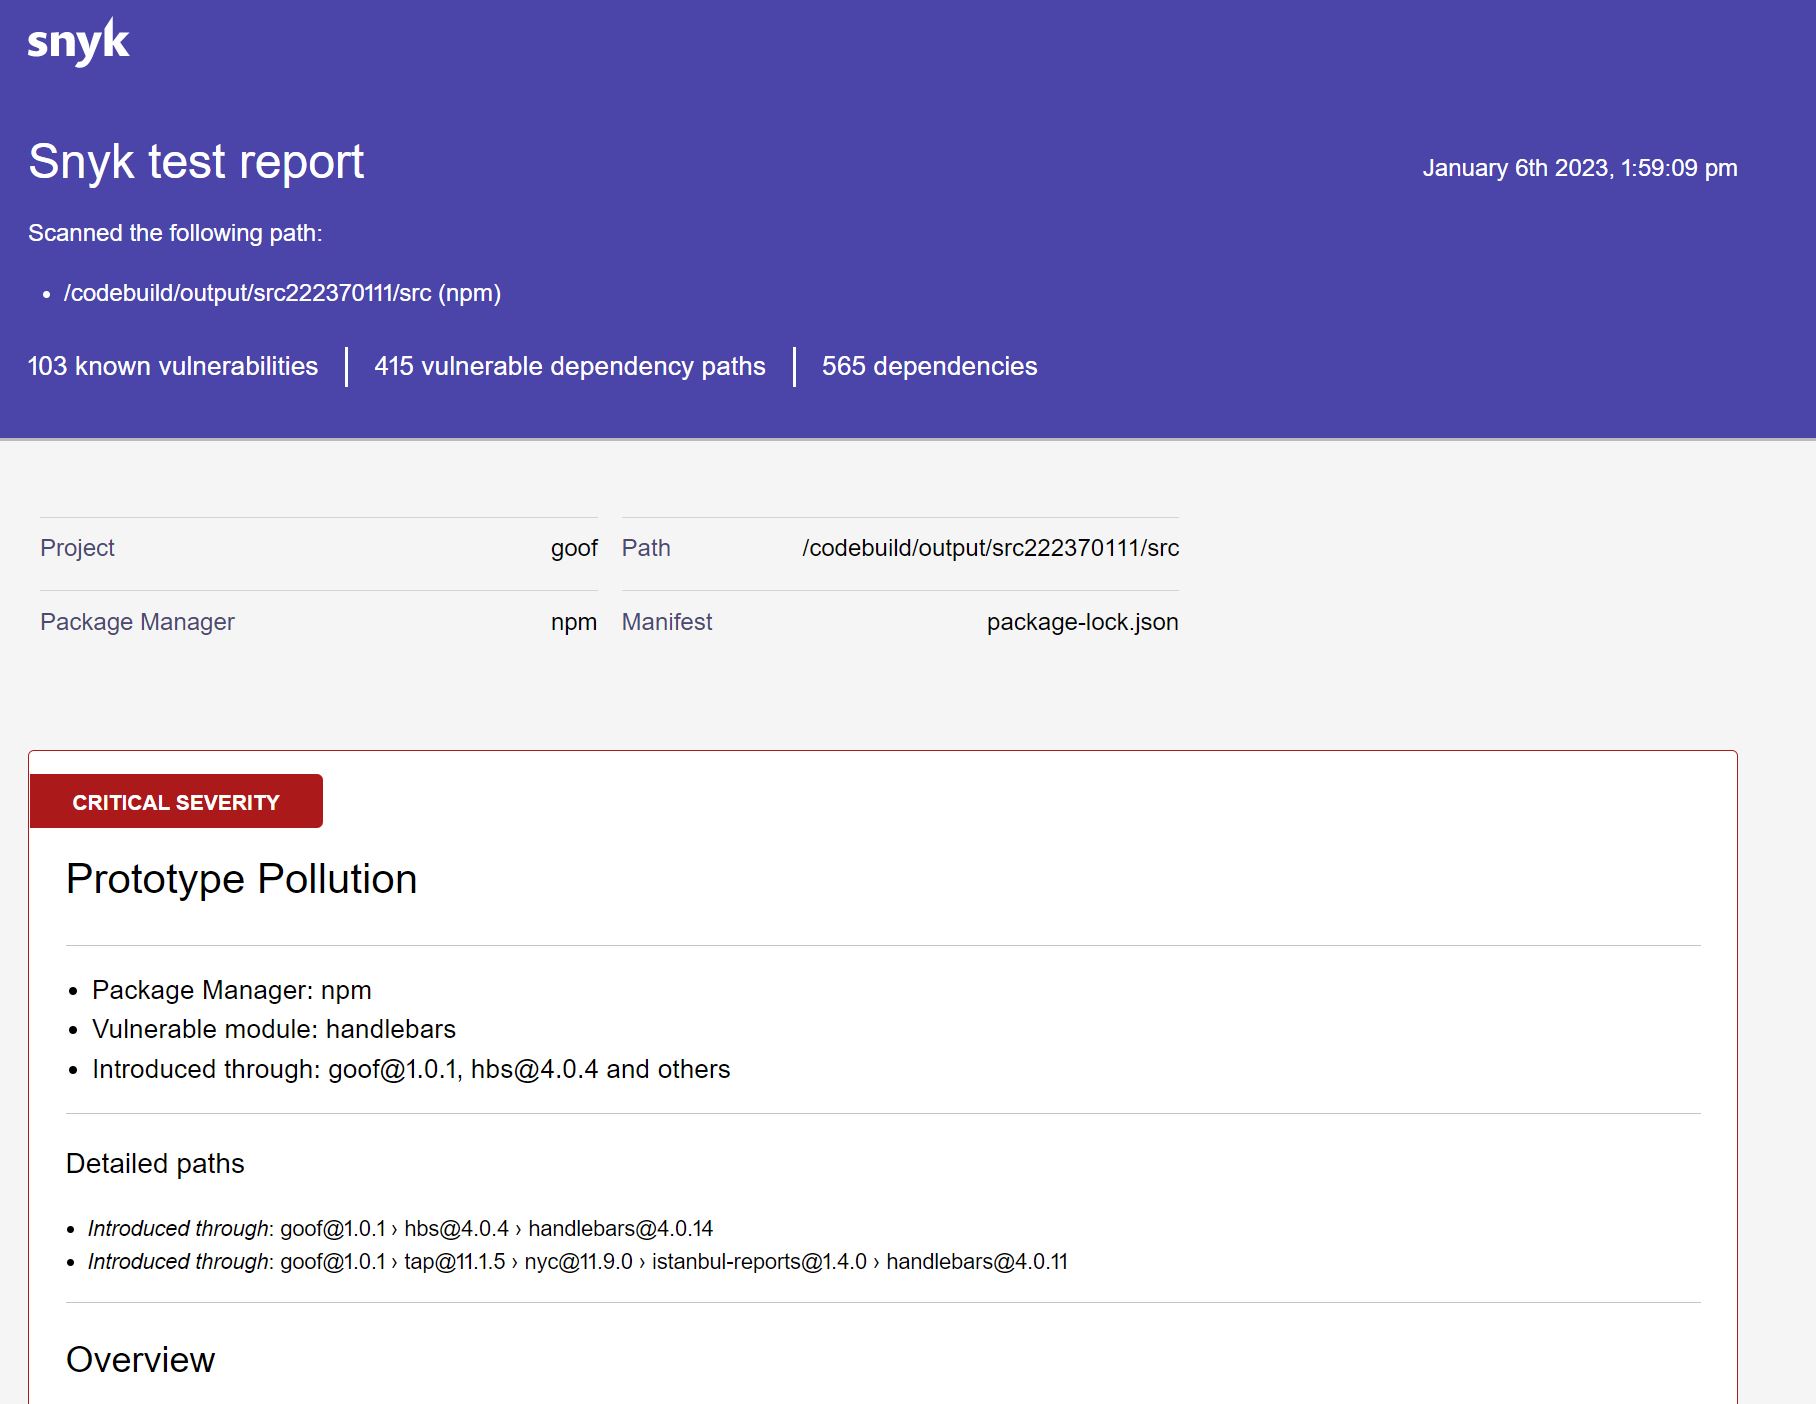 snyk
Snyk test report
January 6th 2023, 1:59:09 pm
Scanned the following path:
• /codebuild/output/src222370111/src (npm)
103 known vulnerabilities | 415 vulnerable dependency paths | 565 dependencies
Project goof Path /codebuild/output/src222370111/src
Package Manager npm Manifest package-lock.json
CRITICAL SEVERITY
Prototype Pollution
• Package Manager: npm
• Vulnerable module: handlebars
• Introduced through: goof@1.0.1, hbs@4.0.4 and others
Detailed paths
• Introduced through: goof@1.0.1 › hbs@4.0.4 › handlebars@4.0.14
• Introduced through: goof@1.0.1 › tap@11.1.5 › nyc@11.9.0 › istanbul-reports@1.4.0 › handlebars@4.0.11
Overview